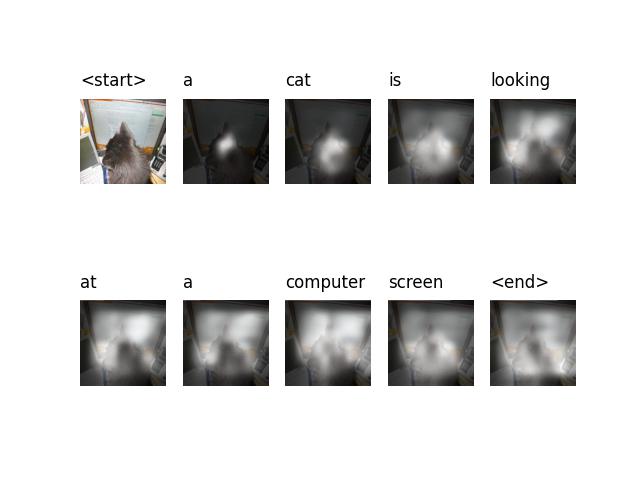 <start> a cat is looking
at a computer screen <end>